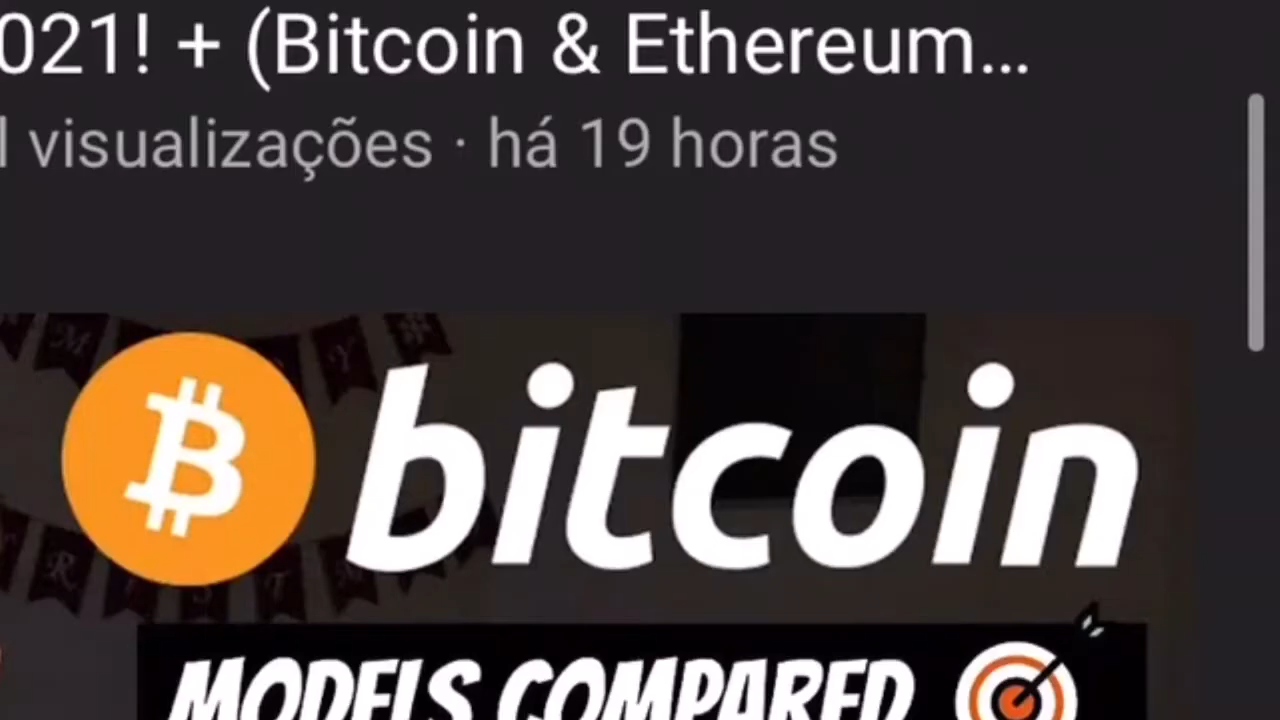 021! + (Bitcoin & Ethereum...
visualizações · há 19 horas
bitcoin
MODELS COMPARED